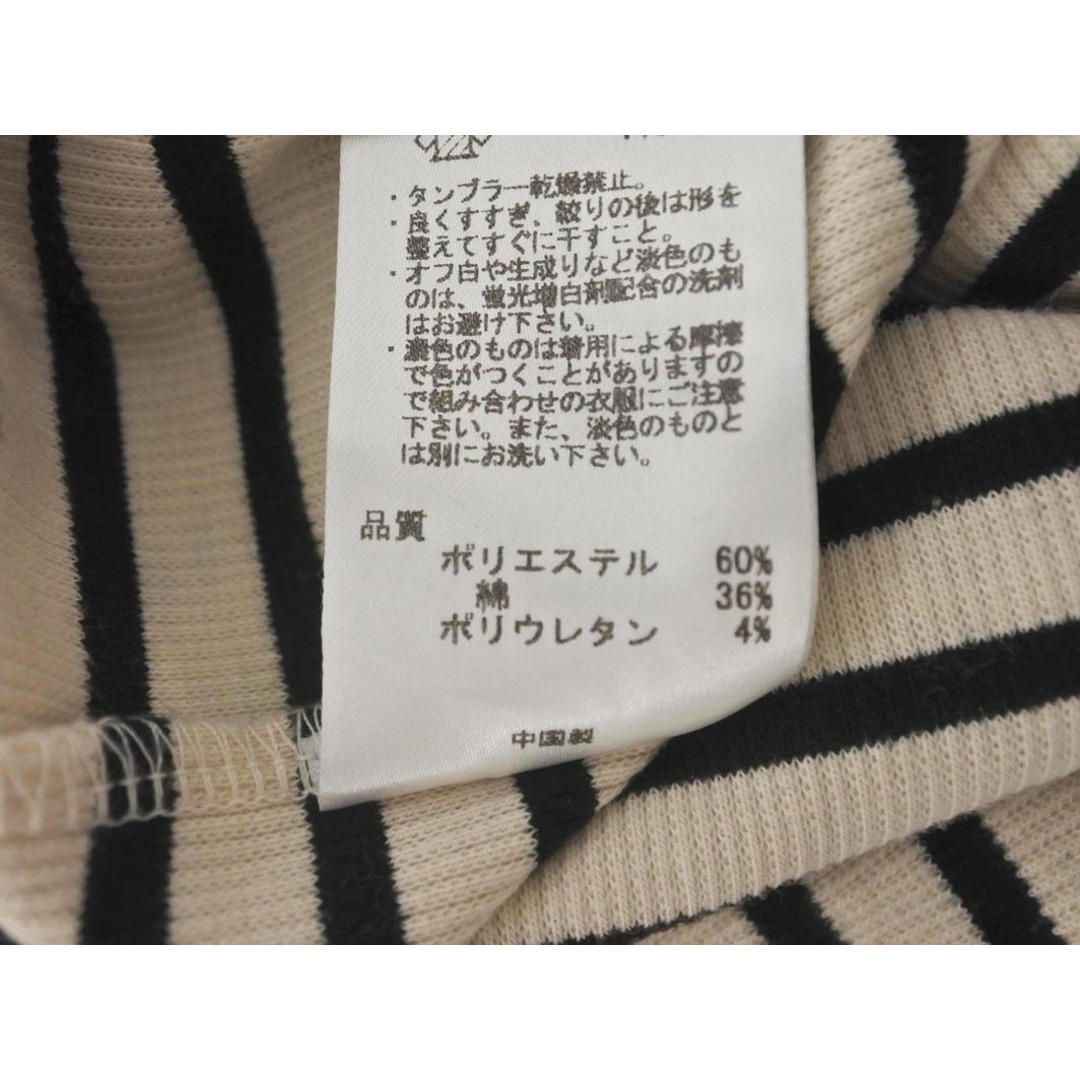 ・タンブラー乾燥禁止。
・良くすすぎ、絞りの後は形を
整えてすぐに干すこと。
・オフ白や生成りなど淡色のも
のは、蛍光増白剤配合の洗剤
はお避け下さい。
・濃色のものは着用による摩擦
で色がつくことがありますの
で組み合わせの衣服にご注意
下さい。また、淡色のものと
は別にお洗い下さい。
品質
ポリエステル 60%
綿 36%
ポリウレタン 4%
中国製